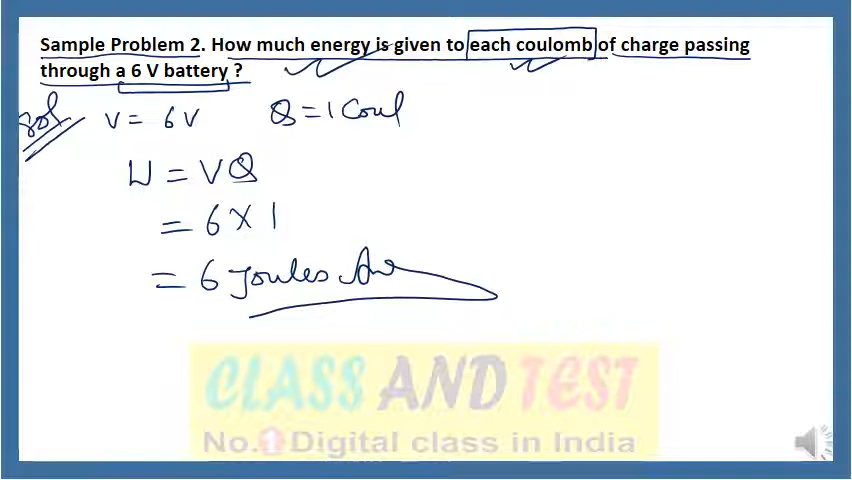 Sample Problem 2. How much energy is given to each coulomb of charge passing
through a 6 V battery ?
Sol. V = 6V Q = 1 Coul
W = VQ
= 6 X 1
= 6 Joules Ans
CLASS AND TEST
No.1 Digital class in India